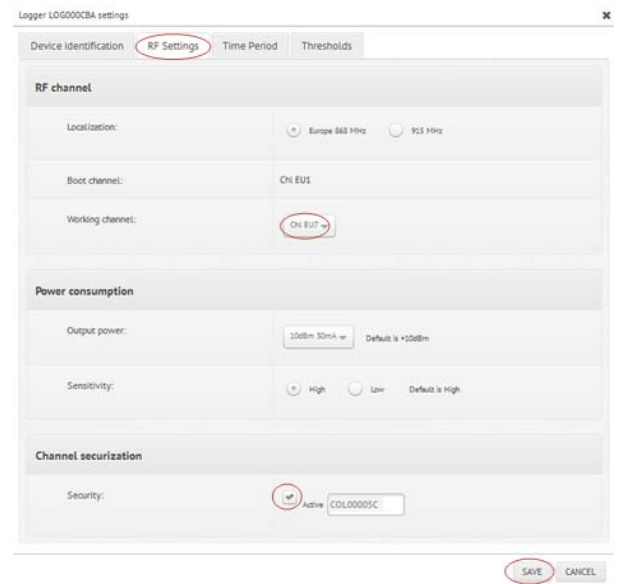 Logger LOG000CBA settings
Device identification RF Settings Time Period Thresholds
RF channel
Localization: Europe 868 MHz 915 MHz
Boot channel: Ch: EU1
Working channel: Ch: EU7
Power consumption
Output power: 10dBm 30mA Default is +10dBm
Sensitivity: High Low Default is High
Channel securization
Security: Active COL00005C
SAVE CANCEL